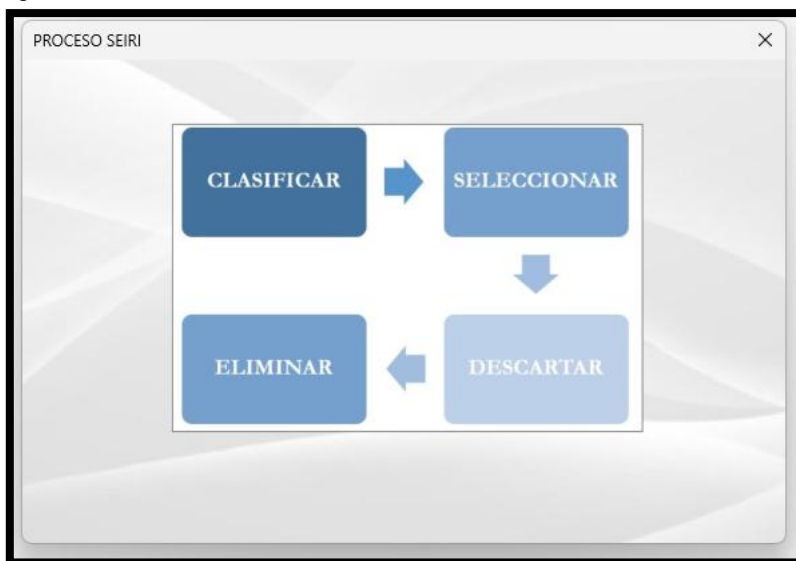 PROCESO SEIRI
CLASIFICAR
SELECCIONAR
DESCARTAR
ELIMINAR